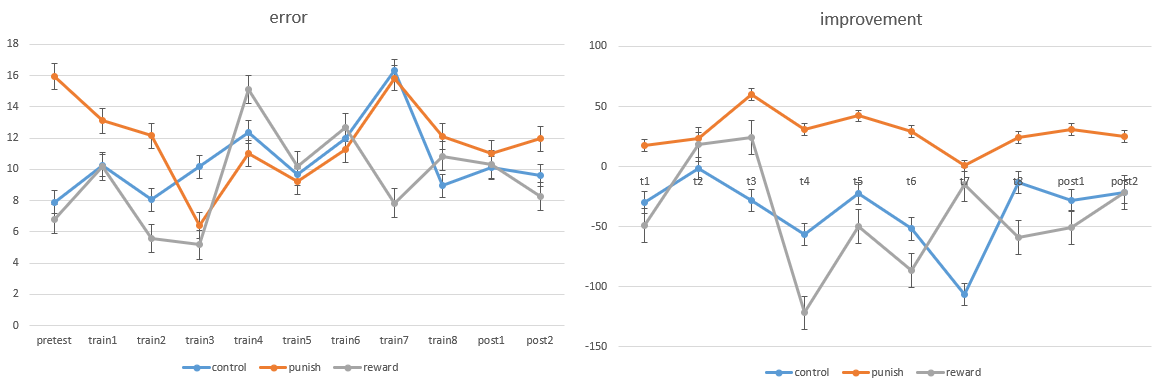 error
18
16
14
12
10
8
6
4
2
0
pretest train1 train2 train3 train4 train5 train6 train7 train8 post1 post2
control punish reward
improvement
100
50
0
-50
-100
-150
t1 t2 t3 t4 t5 t6 t7 t8 post1 post2
control punish reward